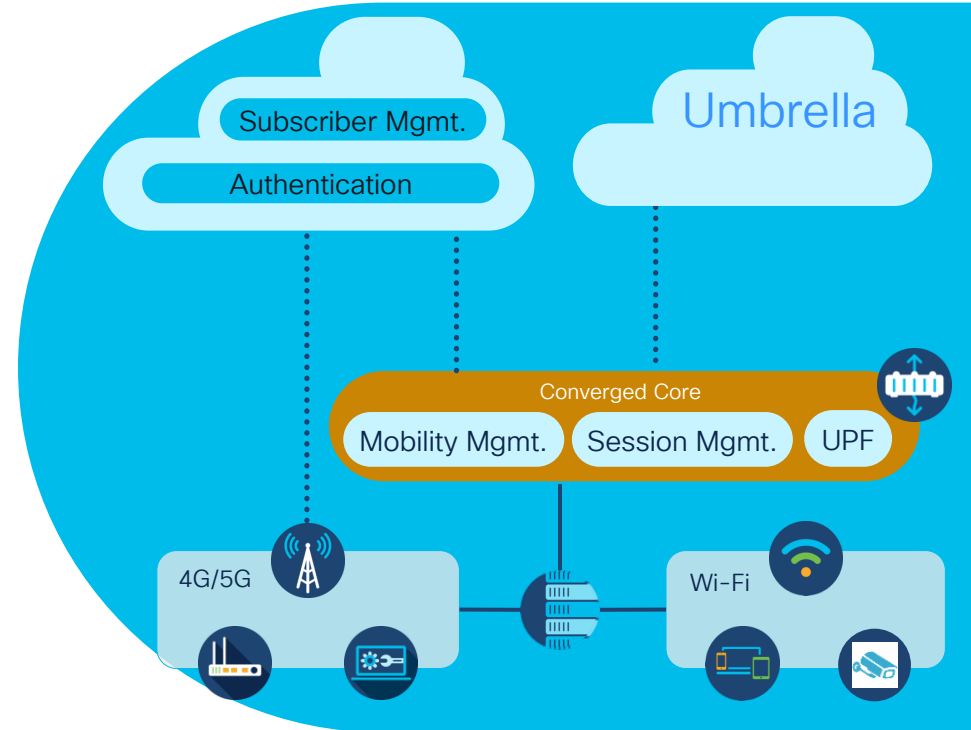 Subscriber Mgmt.
Authentication
Umbrella
Converged Core
Mobility Mgmt.
Session Mgmt.
UPF
4G/5G
Wi-Fi